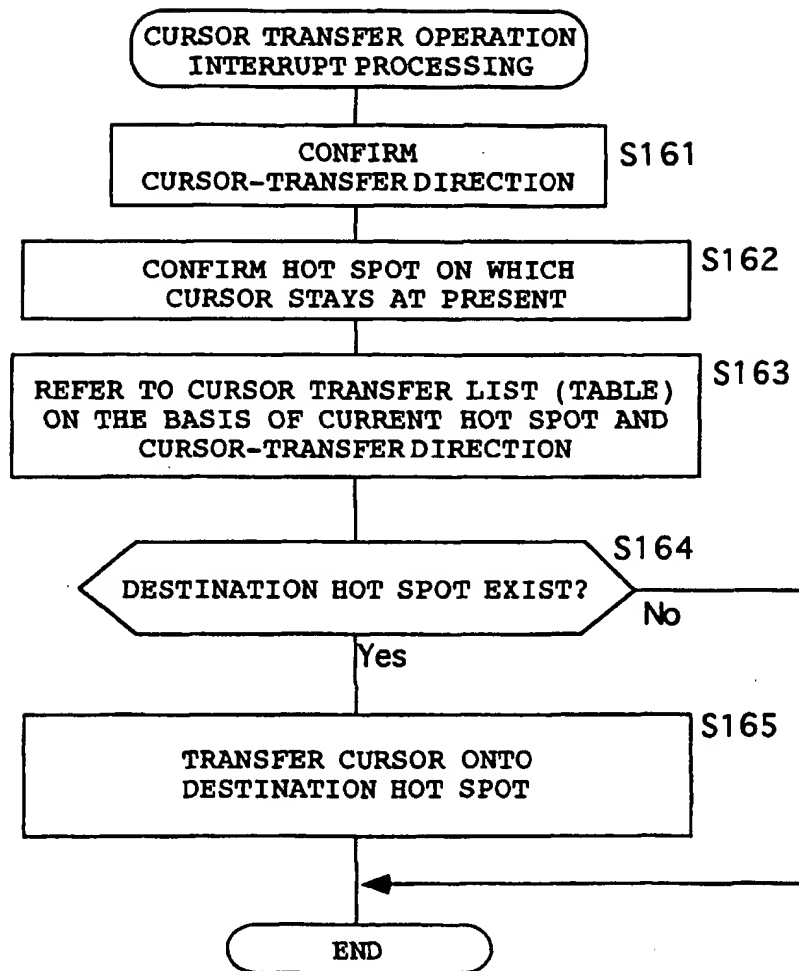 CURSOR TRANSFER OPERATION
INTERRUPT PROCESSING
CONFIRM
CURSOR-TRANSFER DIRECTION
S161
CONFIRM HOT SPOT ON WHICH
CURSOR STAYS AT PRESENT
S162
REFER TO CURSOR TRANSFER LIST (TABLE)
ON THE BASIS OF CURRENT HOT SPOT AND
CURSOR-TRANSFER DIRECTION
S163
DESTINATION HOT SPOT EXIST?
S164
No
Yes
TRANSFER CURSOR ONTO
DESTINATION HOT SPOT
S165
END